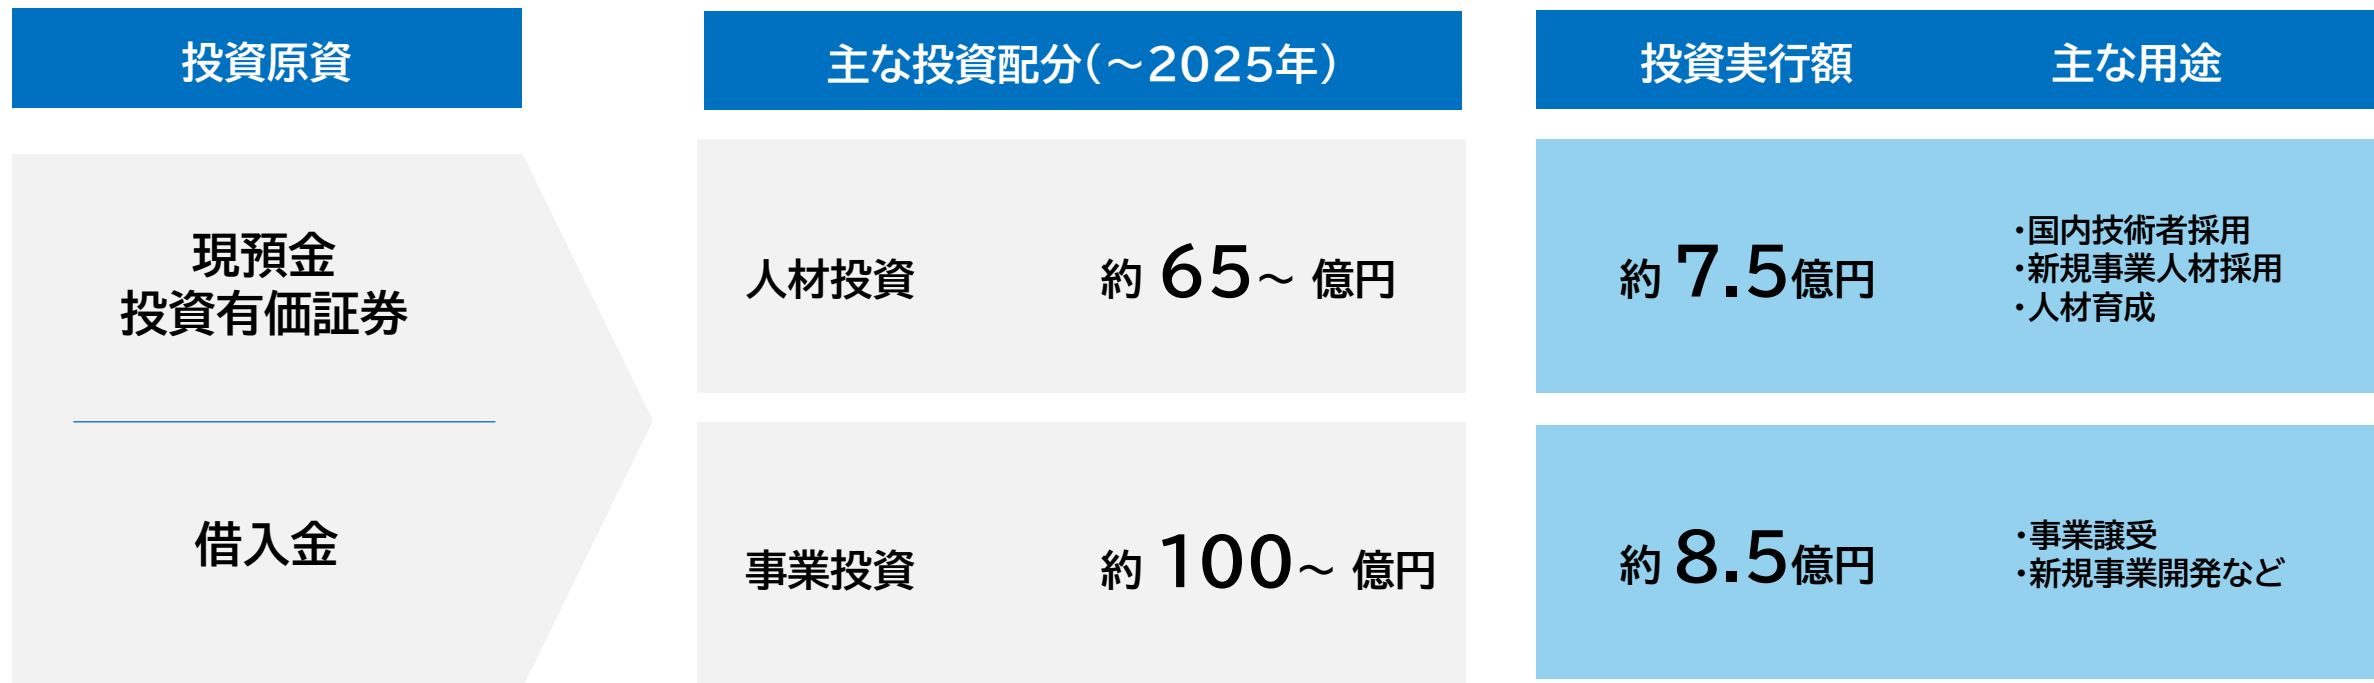 投資原資
主な投資配分(～2025年)
投資実行額
主な用途
現預金
投資有価証券
借入金
人材投資
約 65～ 億円
約 7.5億円
・国内技術者採用
・新規事業人材採用
・人材育成
事業投資
約 100～ 億円
約 8.5億円
・事業譲受
・新規事業開発など